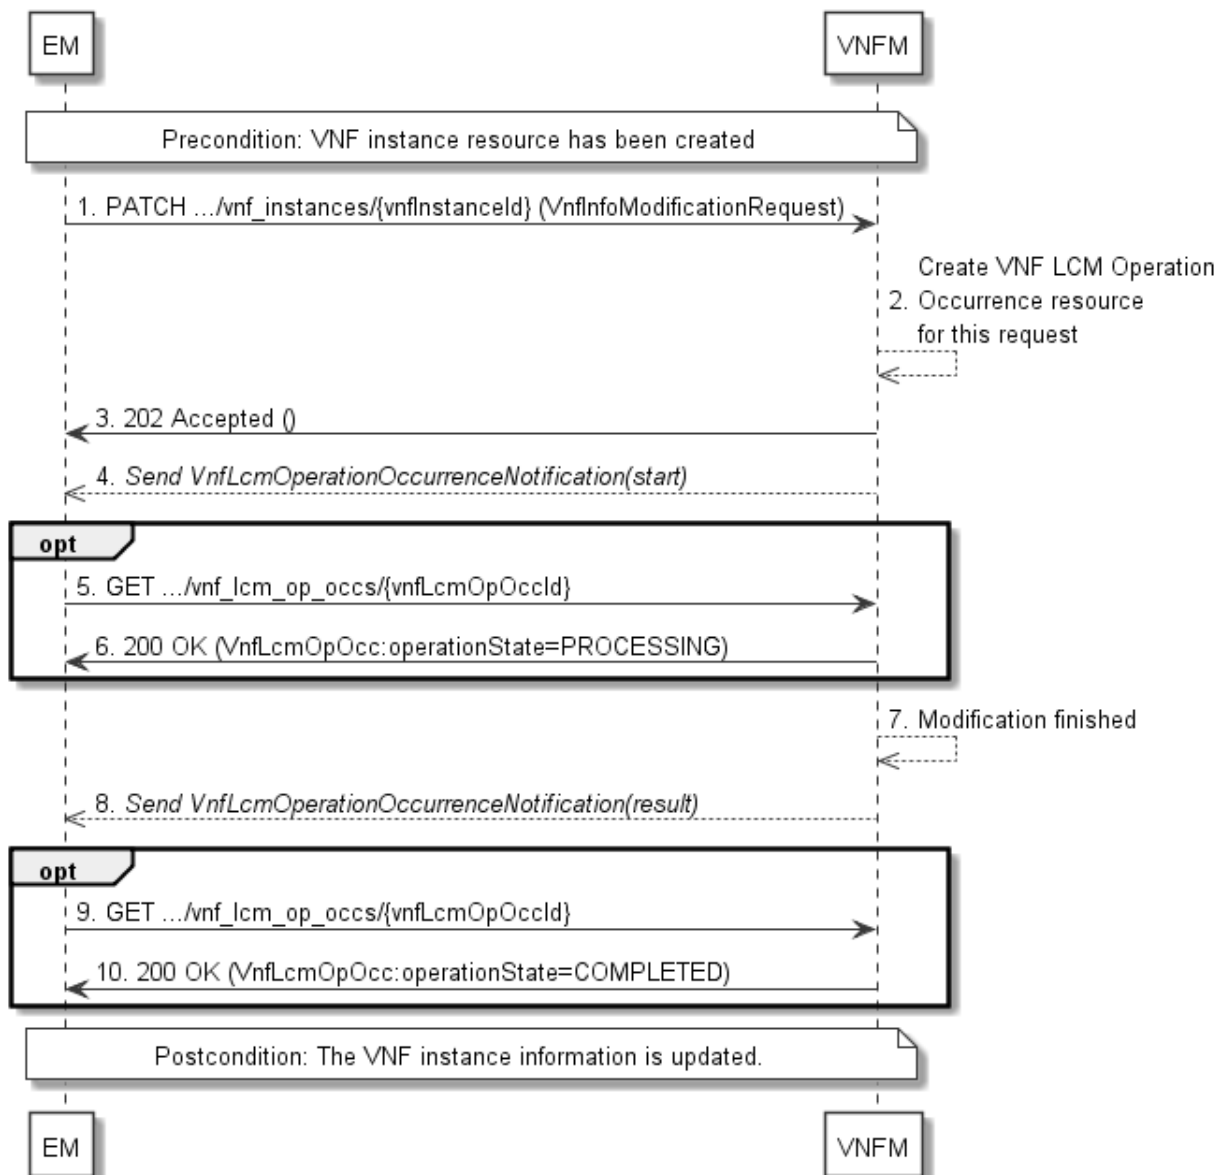 EM VNFM
Precondition: VNF instance resource has been created
1. PATCH .../vnf_instances/{vnfInstanceId} (VnfInfoModificationRequest)
Create VNF LCM Operation
2. Occurrence resource
for this request
3. 202 Accepted ()
4. Send VnfLcmOperationOccurrenceNotification(start)
opt
5. GET .../vnf_lcm_op_occs/{vnfLcmOpOccId}
6. 200 OK (VnfLcmOpOcc:operationState=PROCESSING)
7. Modification finished
8. Send VnfLcmOperationOccurrenceNotification(result)
opt
9. GET .../vnf_lcm_op_occs/{vnfLcmOpOccId}
10. 200 OK (VnfLcmOpOcc:operationState=COMPLETED)
Postcondition: The VNF instance information is updated.
EM VNFM